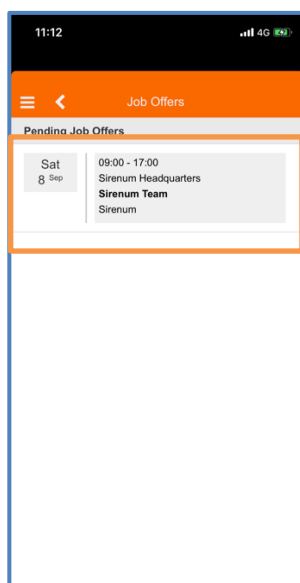 11:12 4G
Job Offers
Pending Job Offers
Sat
8 Sep
09:00 - 17:00
Sirenum Headquarters
Sirenum Team
Sirenum